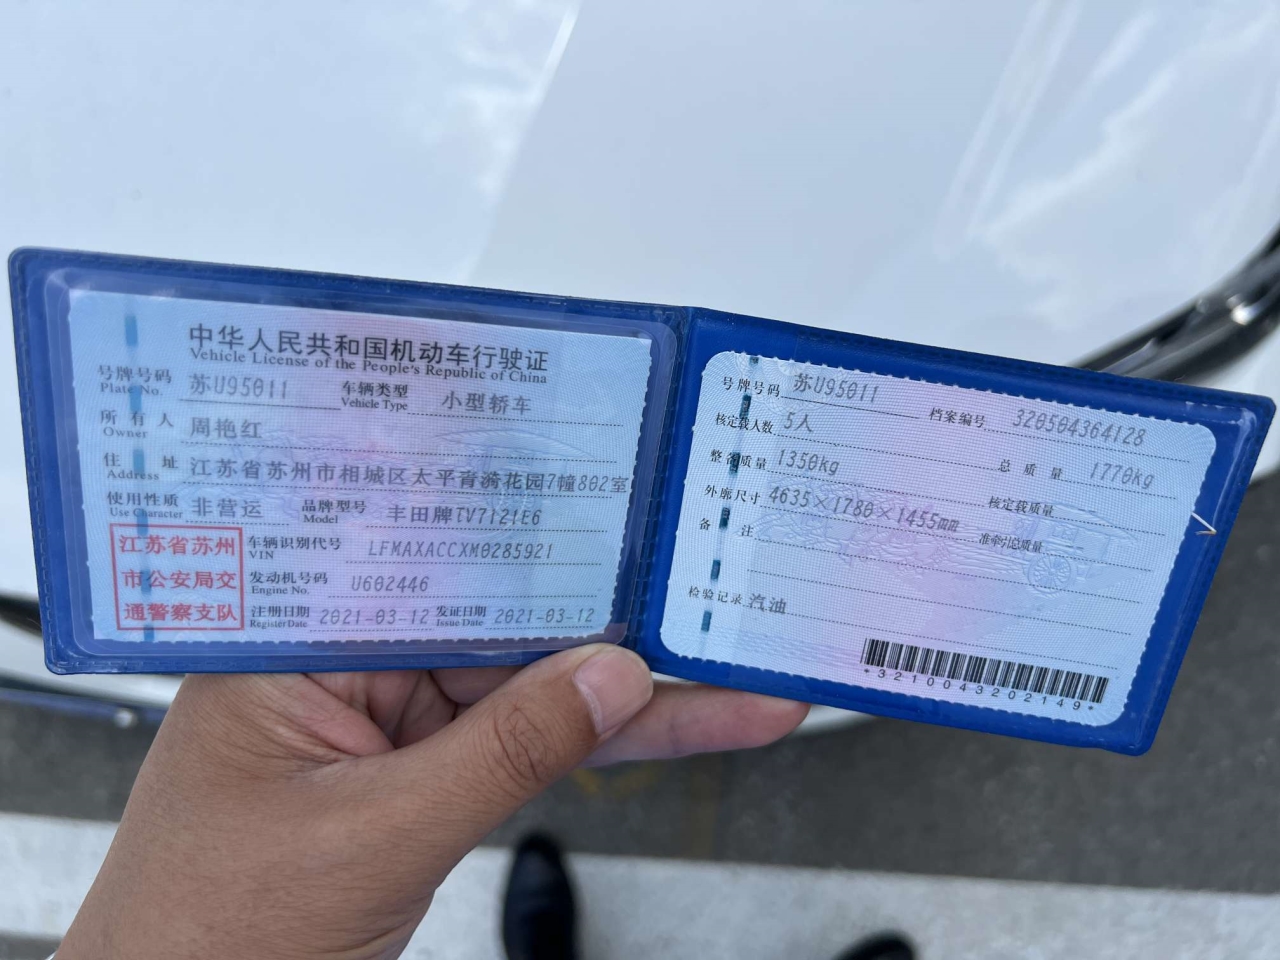 中华人民共和国机动车行驶证
Vehicle License of the People's Republic of China
号牌号码 Plate No. 苏U95011 车辆类型 Vehicle Type 小型轿车
所有人 Owner 周艳红
住址 Address 江苏省苏州市相城区太平青漪花园7幢802室
使用性质 Use Character 非营运 品牌型号 Model 丰田牌TV7121E6
江苏省苏州
市公安局交
通警察支队
车辆识别代号 VIN LFMAXACCXM0285921
发动机号码 Engine No. U602446
注册日期 Register Date 2021-03-12 发证日期 Issue Date 2021-03-12
号牌号码 苏U95011 档案编号 320504364128
核定载人数 5人 总质量 1770kg
整备质量 1350kg 核定载质量
外廓尺寸 4635×1780×1455mm 准牵引总质量 --
备注
检验记录 汽油
*3210043202149*